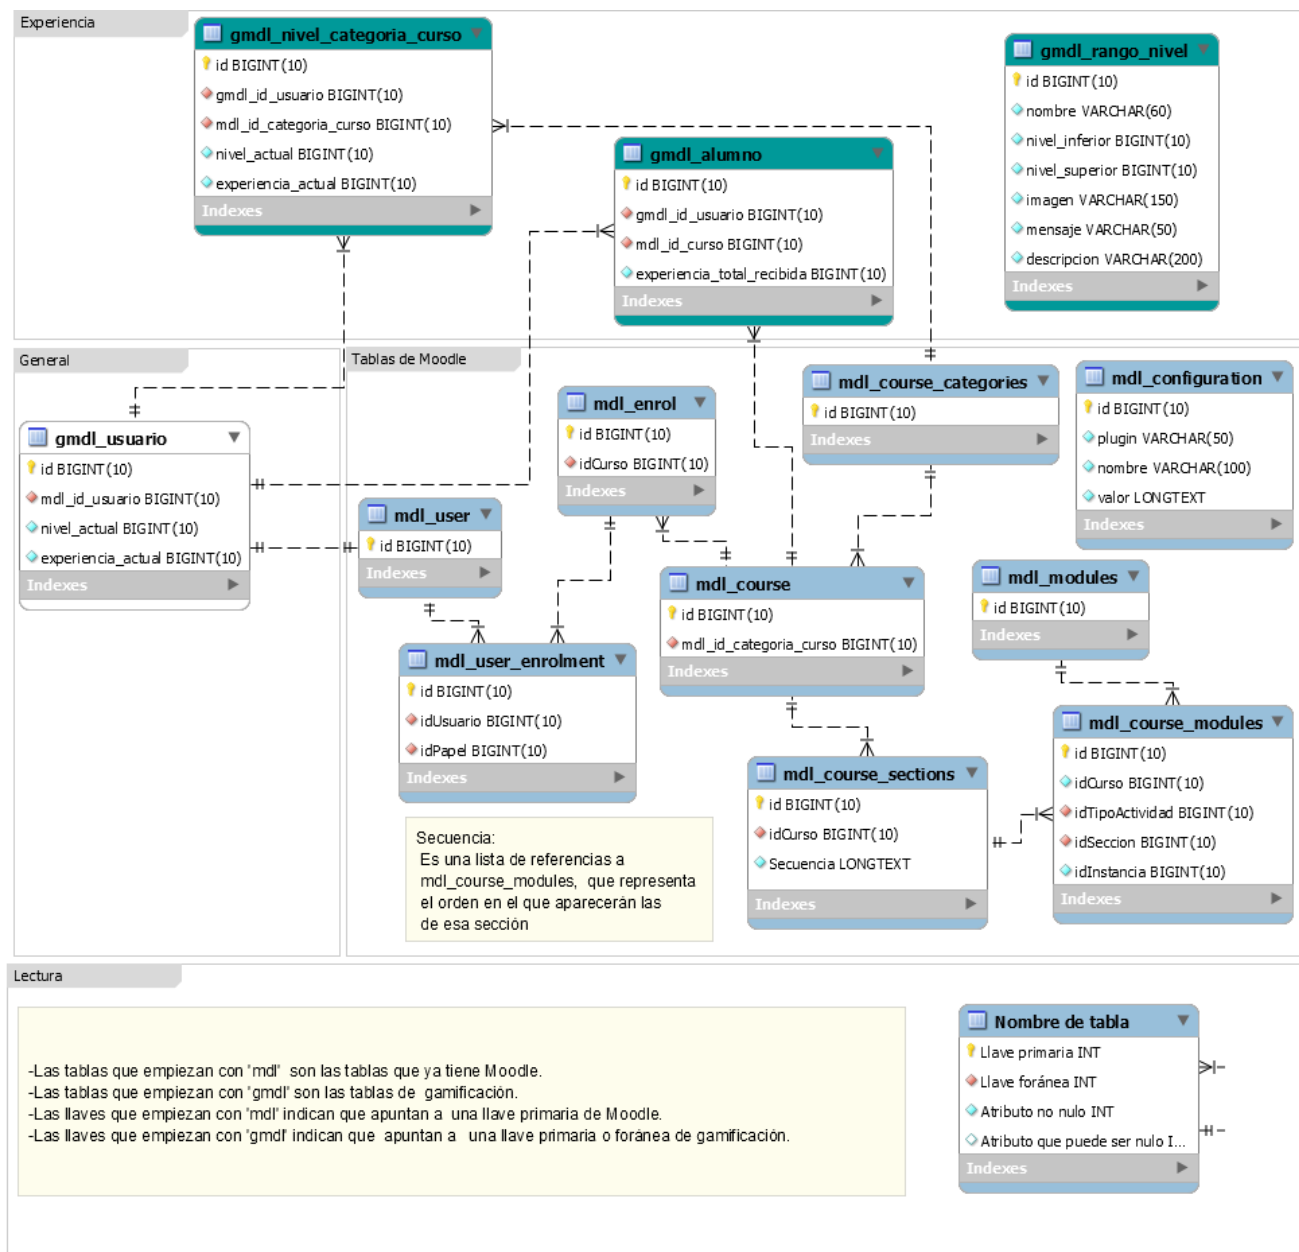 Experiencia
gmdl_nivel_categoria_curso
id BIGINT(10)
gmdl_id_usuario BIGINT(10)
mdl_id_categoria_curso BIGINT(10)
nivel_actual BIGINT(10)
experiencia_actual BIGINT(10)
Indexes
gmdl_alumno
id BIGINT(10)
gmdl_id_usuario BIGINT(10)
mdl_id_curso BIGINT(10)
experiencia_total_recibida BIGINT(10)
Indexes
gmdl_rango_nivel
id BIGINT(10)
nombre VARCHAR(60)
nivel_inferior BIGINT(10)
nivel_superior BIGINT(10)
imagen VARCHAR(150)
mensaje VARCHAR(50)
descripcion VARCHAR(200)
Indexes
General
gmdl_usuario
id BIGINT(10)
mdl_id_usuario BIGINT(10)
nivel_actual BIGINT(10)
experiencia_actual BIGINT(10)
Indexes
Tablas de Moodle
mdl_user
id BIGINT(10)
Indexes
mdl_enrol
id BIGINT(10)
idCurso BIGINT(10)
Indexes
mdl_course_categories
id BIGINT(10)
Indexes
mdl_configuration
id BIGINT(10)
plugin VARCHAR(50)
nombre VARCHAR(100)
valor LONGTEXT
Indexes
mdl_user_enrolment
id BIGINT(10)
idUsuario BIGINT(10)
idPapel BIGINT(10)
Indexes
mdl_course
id BIGINT(10)
mdl_id_categoria_curso BIGINT(10)
Indexes
mdl_modules
id BIGINT(10)
Indexes
mdl_course_sections
id BIGINT(10)
idCurso BIGINT(10)
Secuencia LONGTEXT
Indexes
mdl_course_modules
id BIGINT(10)
idCurso BIGINT(10)
idTipoActividad BIGINT(10)
idSeccion BIGINT(10)
idInstancia BIGINT(10)
Indexes
Secuencia:
Es una lista de referencias a
mdl_course_modules, que representa
el orden en el que aparecerán las
de esa sección
Lectura
-Las tablas que empiezan con 'mdl' son las tablas que ya tiene Moodle.
-Las tablas que empiezan con 'gmdl' son las tablas de gamificación.
-Las llaves que empiezan con 'mdl' indican que apuntan a una llave primaria de Moodle.
-Las llaves que empiezan con 'gmdl' indican que apuntan a una llave primaria o foránea de gamificación.
Nombre de tabla
Llave primaria INT
Llave foránea INT
Atributo no nulo INT
Atributo que puede ser nulo I...
Indexes